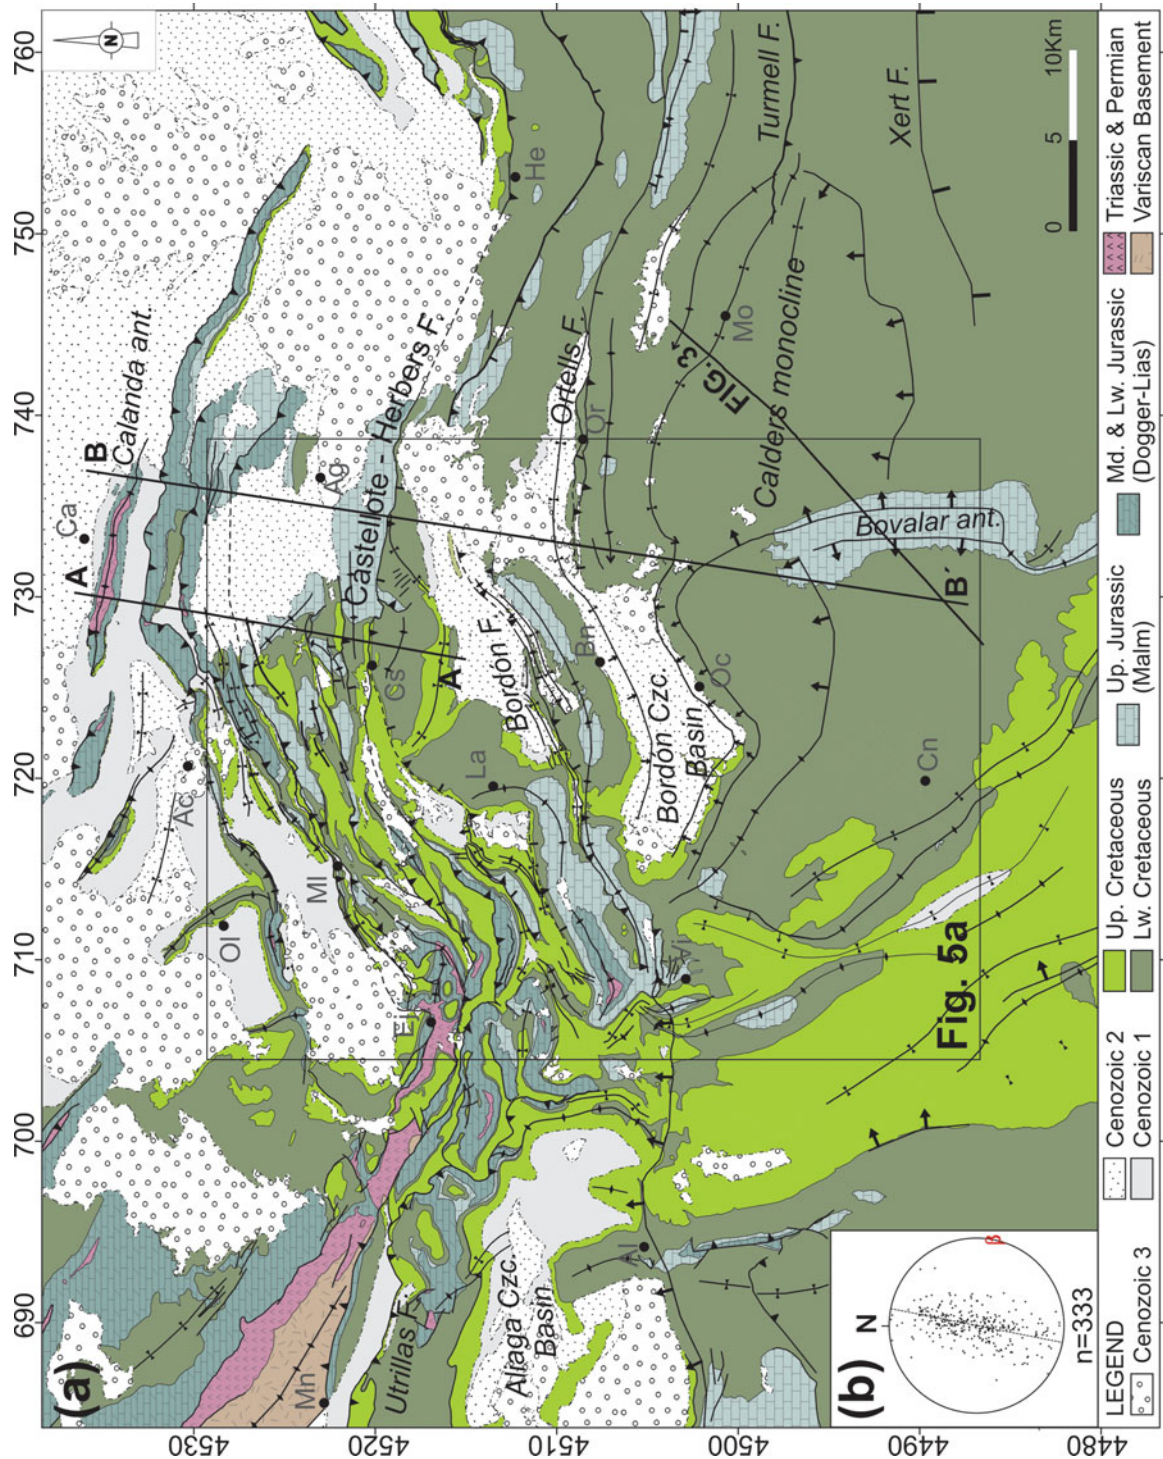 (a)
690
700
710
720
730
740
750
760
4530
4520
4510
4500
4490
4480
N
Ca
A
B
Calanda ant.
Ac
Ol
Ag
Castellote - Herbers F.
He
Ml
Cs
A´
Ej
La
Bordon F.
Bn
Ortells F.
Or
Turmell F.
Mn
Utrillas F.
Aliaga Czc.
Basin
Bordon Czc.
Basin
Oc
FIG. 3
Mo
Al
Vi
Calders monocline
Xert F.
Cn
Bovalar ant.
B´
Fig. 5a
0
5
10Km
(b)
N
β
n=333
LEGEND
Cenozoic 3
Cenozoic 2
Cenozoic 1
Up. Cretaceous
Lw. Cretaceous
Up. Jurassic
(Malm)
Md. & Lw. Jurassic
(Dogger-Lias)
Triassic & Permian
Variscan Basement